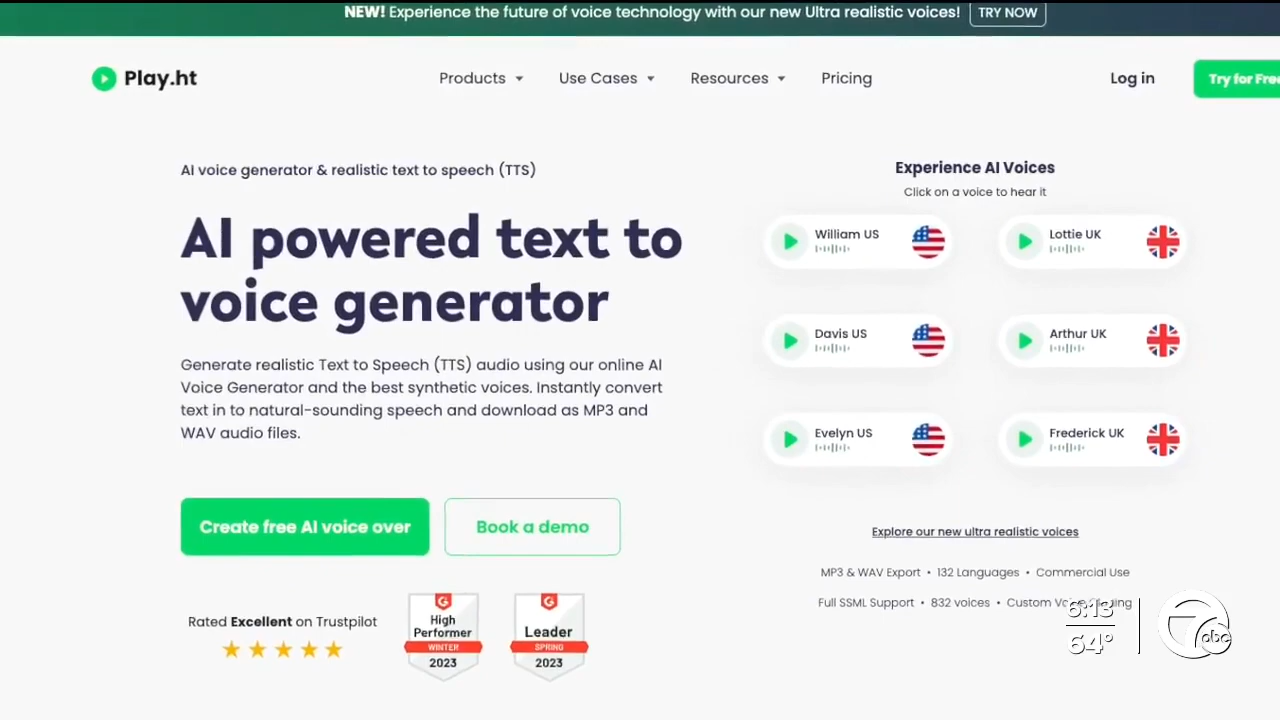 NEW! Experience the future of voice technology with our new Ultra realistic voices! TRY NOW
Play.ht
Products
Use Cases
Resources
Pricing
Log in
Try for Free
AI voice generator & realistic text to speech (TTS)
AI powered text to
voice generator
Generate realistic Text to Speech (TTS) audio using our online AI
Voice Generator and the best synthetic voices. Instantly convert
text in to natural-sounding speech and download as MP3 and
WAV audio files.
Create free AI voice over
Book a demo
Rated Excellent on Trustpilot
High
Performer
WINTER
2023
Leader
SPRING
2023
Experience AI Voices
Click on a voice to hear it
William US
Lottie UK
Davis US
Arthur UK
Evelyn US
Frederick UK
Explore our new ultra realistic voices
MP3 & WAV Export • 132 Languages • Commercial Use
Full SSML Support • 832 voices • Custom
6:13
64°
7
abc